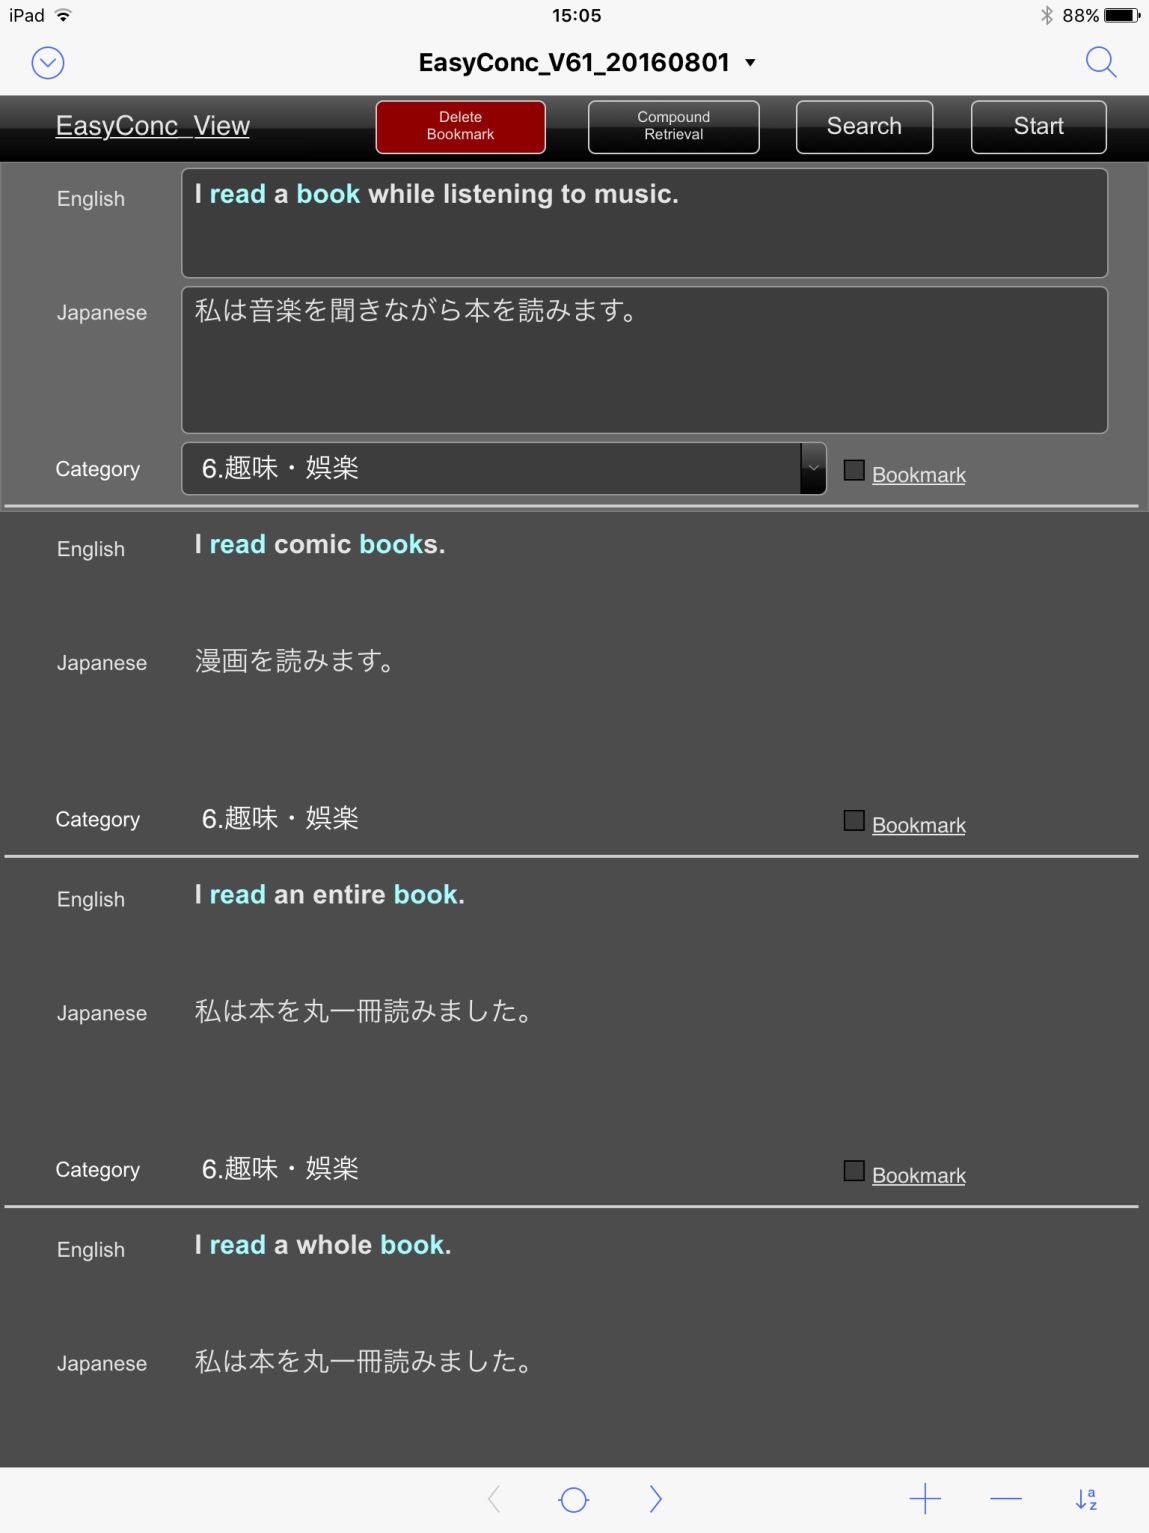 iPad 15:05 88%
EasyConc_V61_20160801
EasyConc_View
Delete
Bookmark
Compound
Retrieval
Search
Start
English I read a book while listening to music.
Japanese 私は音楽を聞きながら本を読みます。
Category 6.趣味・娯楽 Bookmark
English I read comic books.
Japanese 漫画を読みます。
Category 6.趣味・娯楽 Bookmark
English I read an entire book.
Japanese 私は本を丸一冊読みました。
Category 6.趣味・娯楽 Bookmark
English I read a whole book.
Japanese 私は本を丸一冊読みました。
a
z